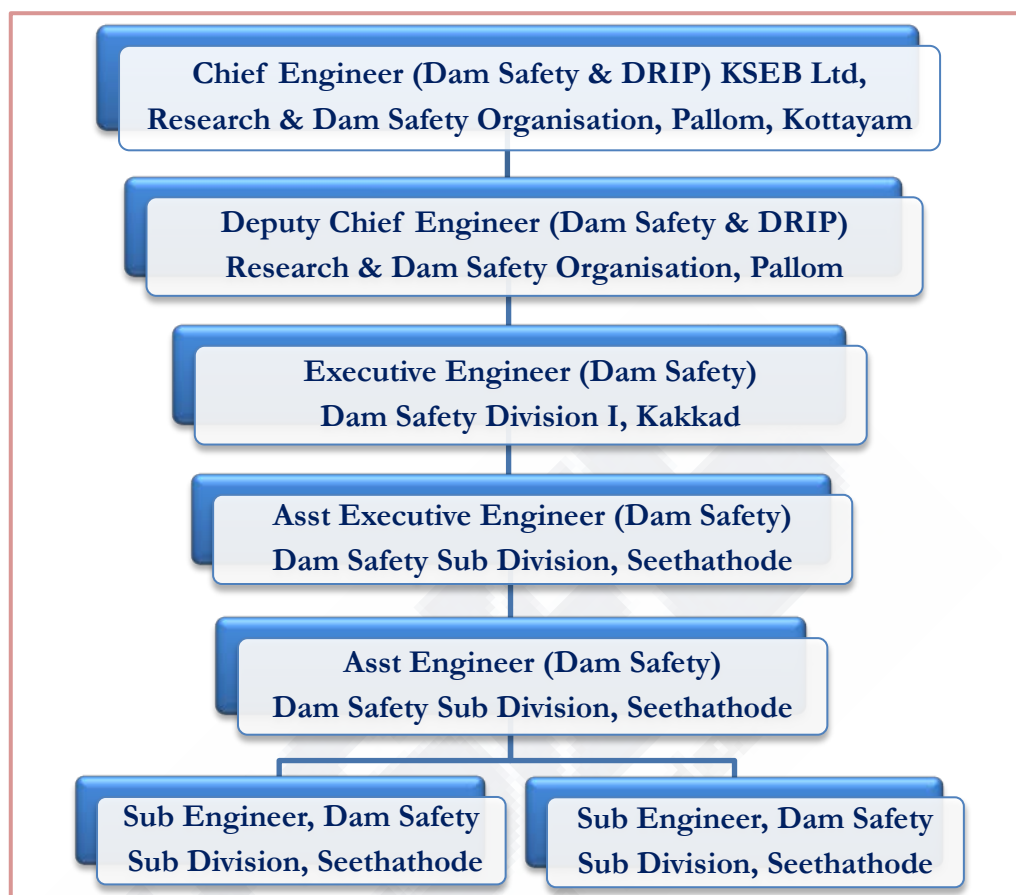 Chief Engineer (Dam Safety & DRIP) KSEB Ltd,
Research & Dam Safety Organisation, Pallom, Kottayam
Deputy Chief Engineer (Dam Safety & DRIP)
Research & Dam Safety Organisation, Pallom
Executive Engineer (Dam Safety)
Dam Safety Division I, Kakkad
Asst Executive Engineer (Dam Safety)
Dam Safety Sub Division, Seethathode
Asst Engineer (Dam Safety)
Dam Safety Sub Division, Seethathode
Sub Engineer, Dam Safety
Sub Division, Seethathode
Sub Engineer, Dam Safety
Sub Division, Seethathode